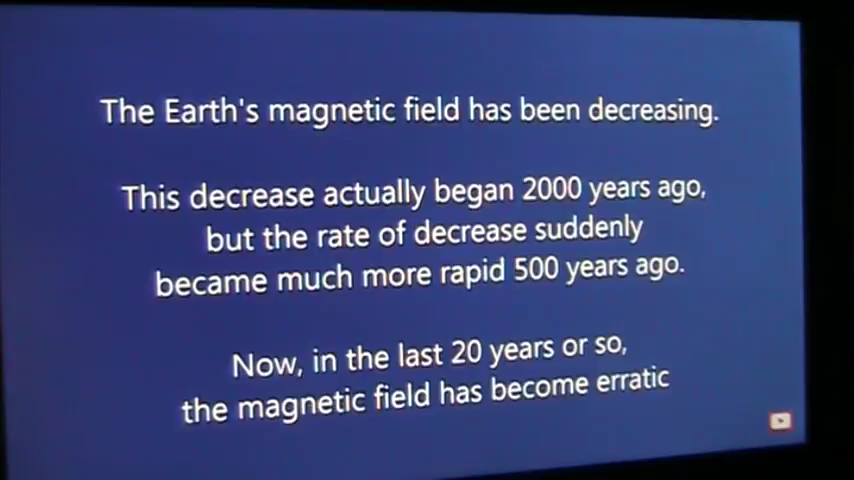 The Earth's magnetic field has been decreasing.
This decrease actually began 2000 years ago,
but the rate of decrease suddenly
became much more rapid 500 years ago.
Now, in the last 20 years or so,
the magnetic field has become erratic